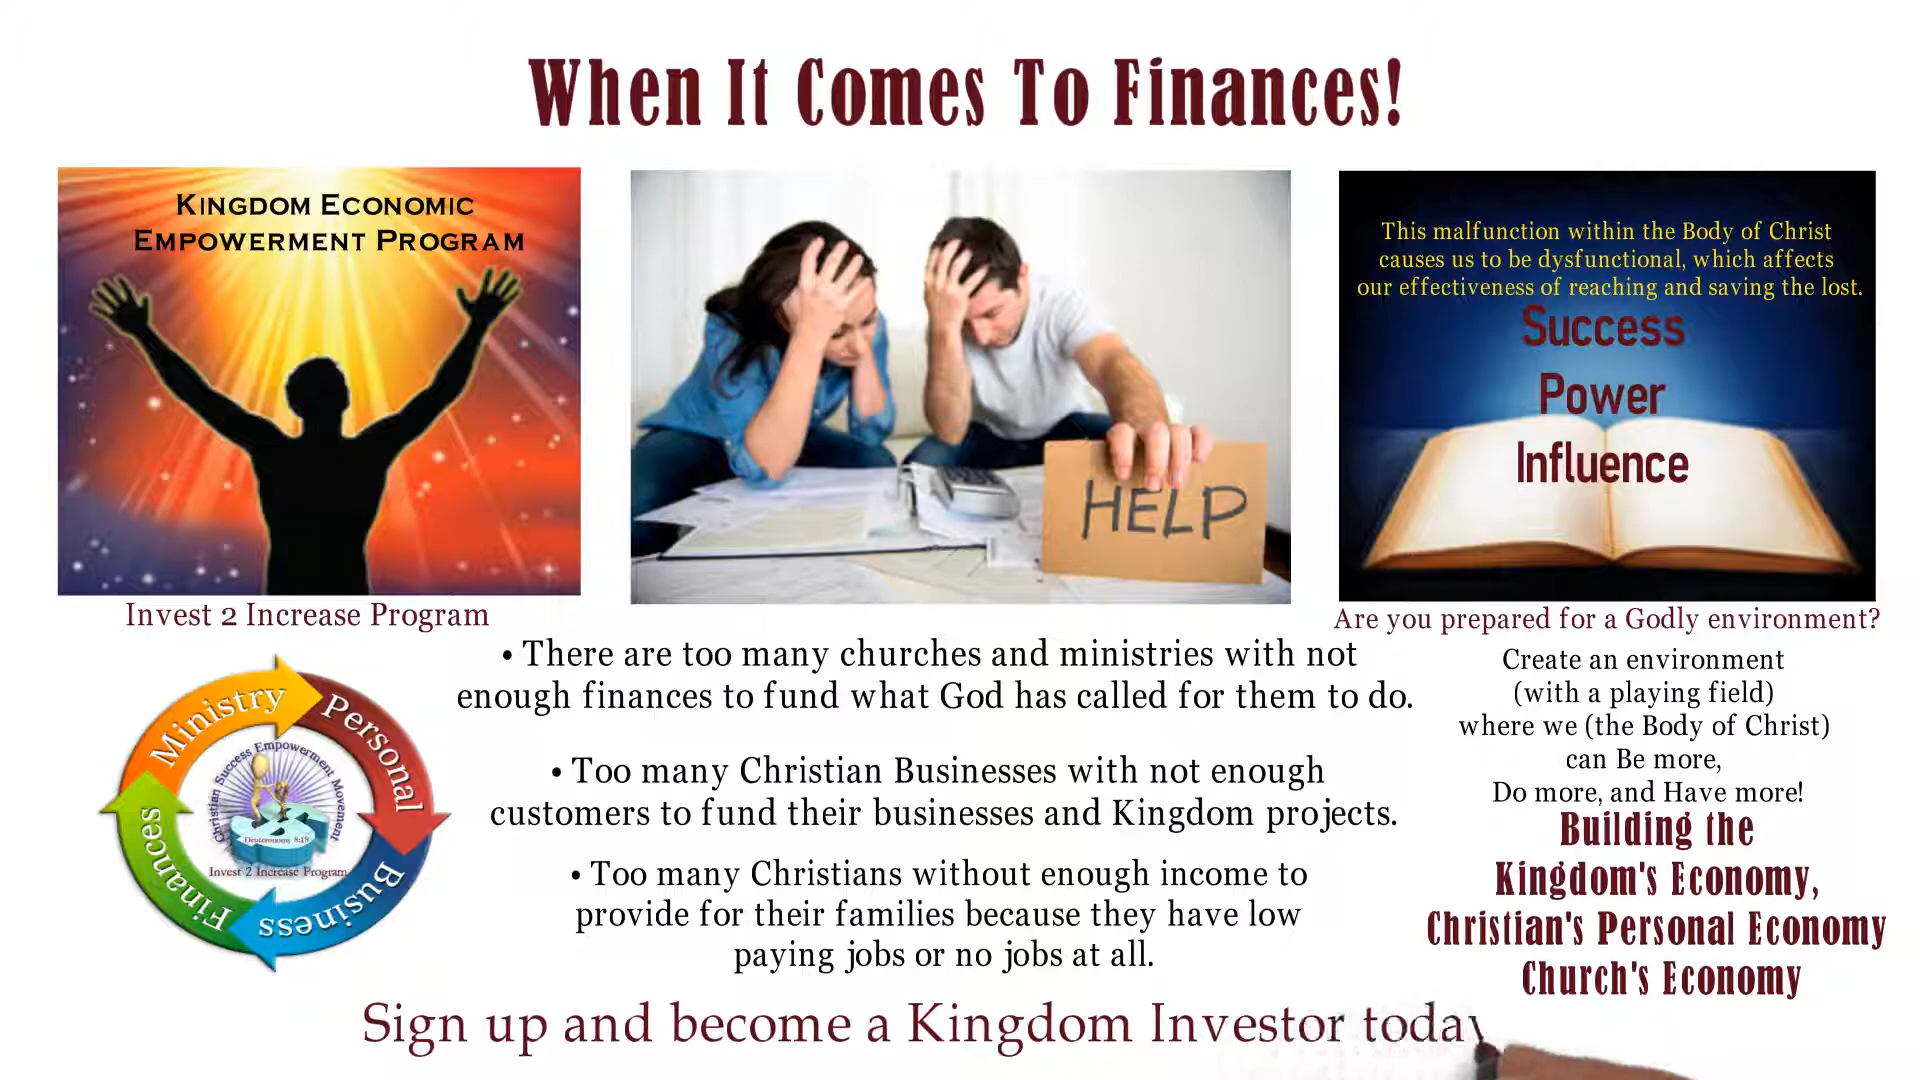 When It Comes To Finances!
KINGDOM ECONOMIC
EMPOWERMENT PROGRAM
Invest 2 Increase Program
HELP
This malfunction within the Body of Christ
causes us to be dysfunctional, which affects
our effectiveness of reaching and saving the lost.
Success
Power
Influence
Are you prepared for a Godly environment?
• There are too many churches and ministries with not
enough finances to fund what God has called for them to do.
• Too many Christian Businesses with not enough
customers to fund their businesses and Kingdom projects.
• Too many Christians without enough income to
provide for their families because they have low
paying jobs or no jobs at all.
Ministry
Personal
Business
Finances
Christian Success Empowerment Movement
Deuteronomy 8:18
Invest 2 Increase Program
Create an environment
(with a playing field)
where we (the Body of Christ)
can Be more,
Do more, and Have more!
Building the
Kingdom's Economy,
Christian's Personal Economy
Church's Economy
Sign up and become a Kingdom Investor today